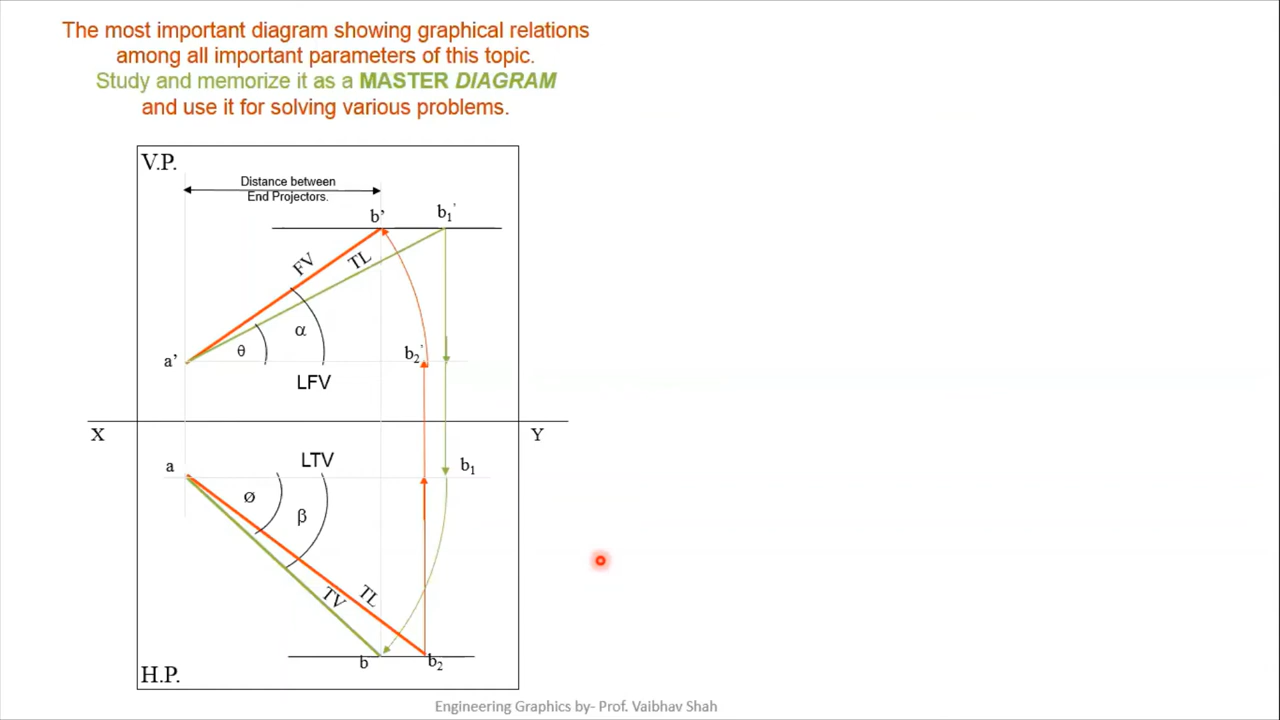 The most important diagram showing graphical relations
among all important parameters of this topic.
Study and memorize it as a MASTER DIAGRAM
and use it for solving various problems.
V.P.
Distance between
End Projectors.
b’
b₁'
FV
TL
α
θ
b₂'
a’
LFV
X
Y
a
LTV
b₁
ø
β
TV
TL
b
b₂
H.P.
Engineering Graphics by- Prof. Vaibhav Shah